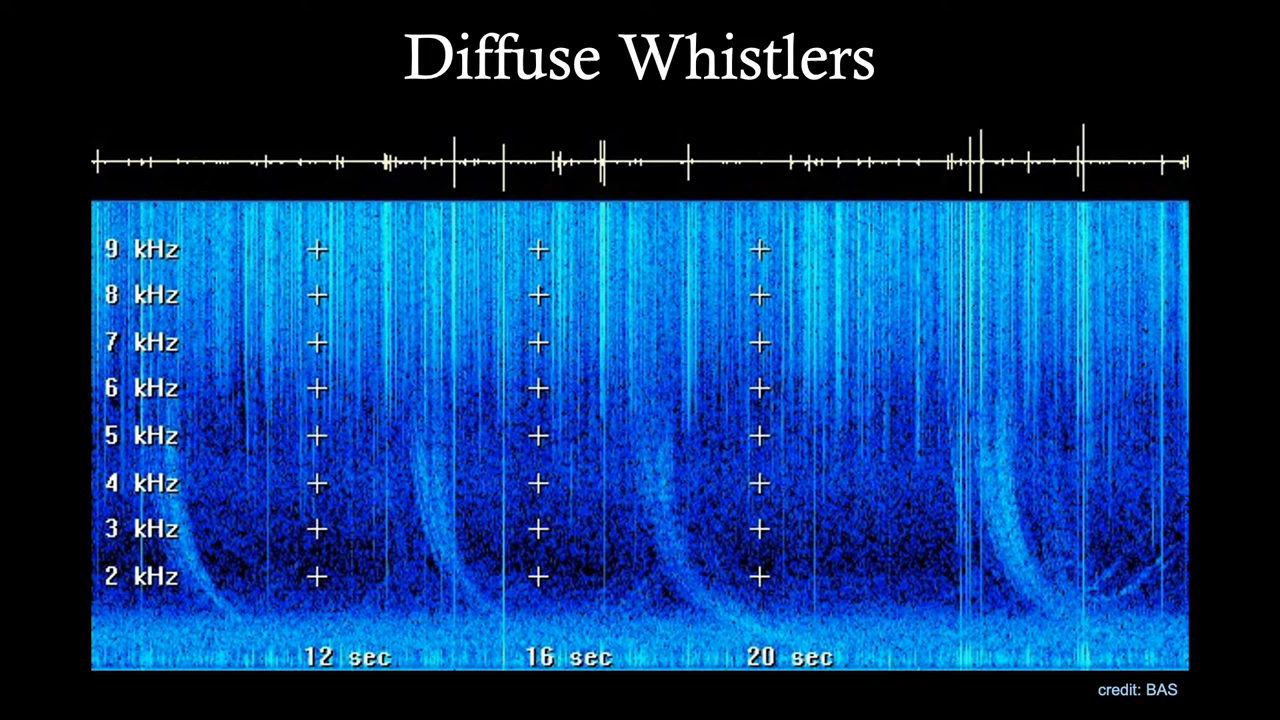 Diffuse Whistlers
9 kHz
8 kHz
7 kHz
6 kHz
5 kHz
4 kHz
3 kHz
2 kHz
12 sec 16 sec 20 sec
credit: BAS